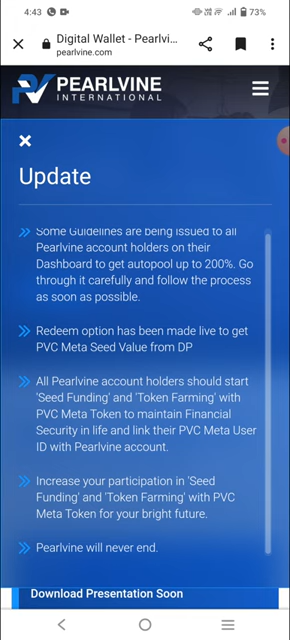 4:43
73%
Digital Wallet - Pearlvi...
pearlvine.com
PEARLVINE
INTERNATIONAL
Update
Some Guidelines are being issued to all
Pearlvine account holders on their
Dashboard to get autopool up to 200%. Go
through it carefully and follow the process
as soon as possible.
Redeem option has been made live to get
PVC Meta Seed Value from DP
All Pearlvine account holders should start
'Seed Funding' and 'Token Farming' with
PVC Meta Token to maintain Financial
Security in life and link their PVC Meta User
ID with Pearlvine account.
Increase your participation in 'Seed
Funding' and 'Token Farming' with PVC
Meta Token for your bright future.
Pearlvine will never end.
Download Presentation Soon